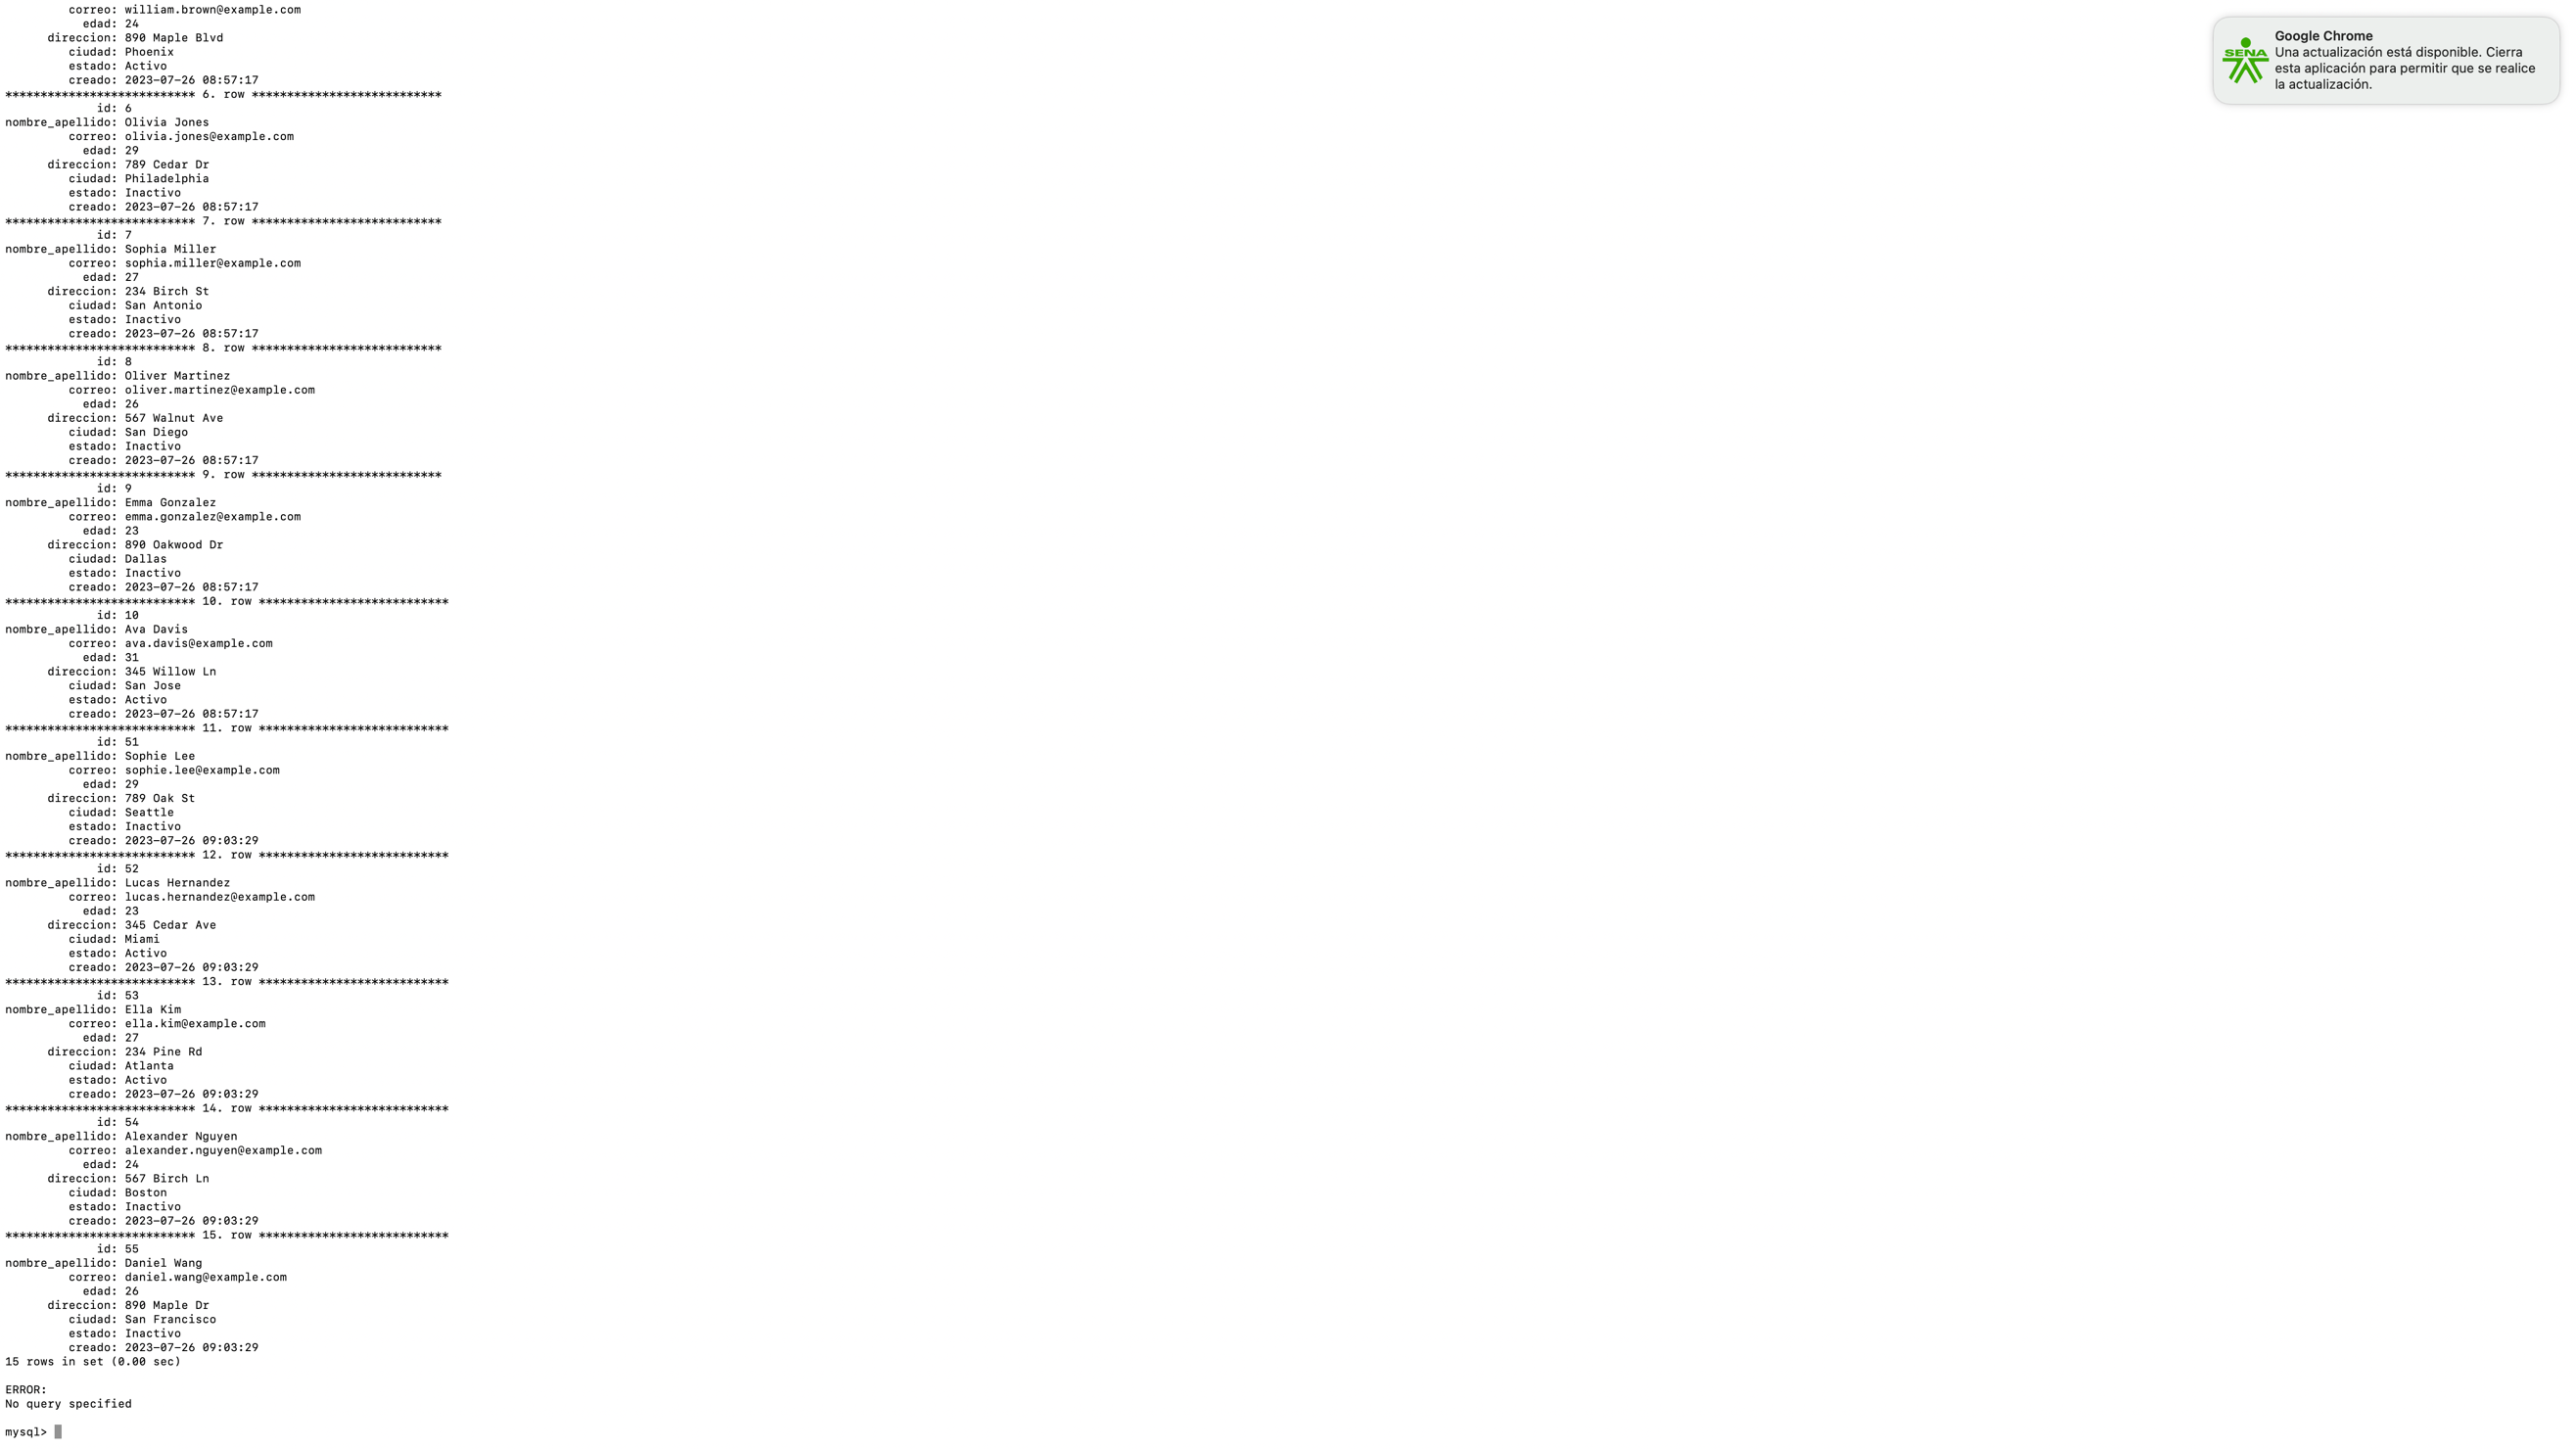 correo: william.brown@example.com
edad: 24
direccion: 890 Maple Blvd
ciudad: Phoenix
estado: Activo
creado: 2023-07-26 08:57:17
*************************** 6. row ***************************
id: 6
nombre_apellido: Olivia Jones
correo: olivia.jones@example.com
edad: 29
direccion: 789 Cedar Dr
ciudad: Philadelphia
estado: Inactivo
creado: 2023-07-26 08:57:17
*************************** 7. row ***************************
id: 7
nombre_apellido: Sophia Miller
correo: sophia.miller@example.com
edad: 27
direccion: 234 Birch St
ciudad: San Antonio
estado: Inactivo
creado: 2023-07-26 08:57:17
*************************** 8. row ***************************
id: 8
nombre_apellido: Oliver Martinez
correo: oliver.martinez@example.com
edad: 26
direccion: 567 Walnut Ave
ciudad: San Diego
estado: Inactivo
creado: 2023-07-26 08:57:17
*************************** 9. row ***************************
id: 9
nombre_apellido: Emma Gonzalez
correo: emma.gonzalez@example.com
edad: 23
direccion: 890 Oakwood Dr
ciudad: Dallas
estado: Inactivo
creado: 2023-07-26 08:57:17
*************************** 10. row ***************************
id: 10
nombre_apellido: Ava Davis
correo: ava.davis@example.com
edad: 31
direccion: 345 Willow Ln
ciudad: San Jose
estado: Activo
creado: 2023-07-26 08:57:17
*************************** 11. row ***************************
id: 51
nombre_apellido: Sophie Lee
correo: sophie.lee@example.com
edad: 29
direccion: 789 Oak St
ciudad: Seattle
estado: Inactivo
creado: 2023-07-26 09:03:29
*************************** 12. row ***************************
id: 52
nombre_apellido: Lucas Hernandez
correo: lucas.hernandez@example.com
edad: 23
direccion: 345 Cedar Ave
ciudad: Miami
estado: Activo
creado: 2023-07-26 09:03:29
*************************** 13. row ***************************
id: 53
nombre_apellido: Ella Kim
correo: ella.kim@example.com
edad: 27
direccion: 234 Pine Rd
ciudad: Atlanta
estado: Activo
creado: 2023-07-26 09:03:29
*************************** 14. row ***************************
id: 54
nombre_apellido: Alexander Nguyen
correo: alexander.nguyen@example.com
edad: 24
direccion: 567 Birch Ln
ciudad: Boston
estado: Inactivo
creado: 2023-07-26 09:03:29
*************************** 15. row ***************************
id: 55
nombre_apellido: Daniel Wang
correo: daniel.wang@example.com
edad: 26
direccion: 890 Maple Dr
ciudad: San Francisco
estado: Inactivo
creado: 2023-07-26 09:03:29
15 rows in set (0.00 sec)
ERROR:
No query specified
mysql>
SENA
Google Chrome
Una actualización está disponible. Cierra
esta aplicación para permitir que se realice
la actualización.